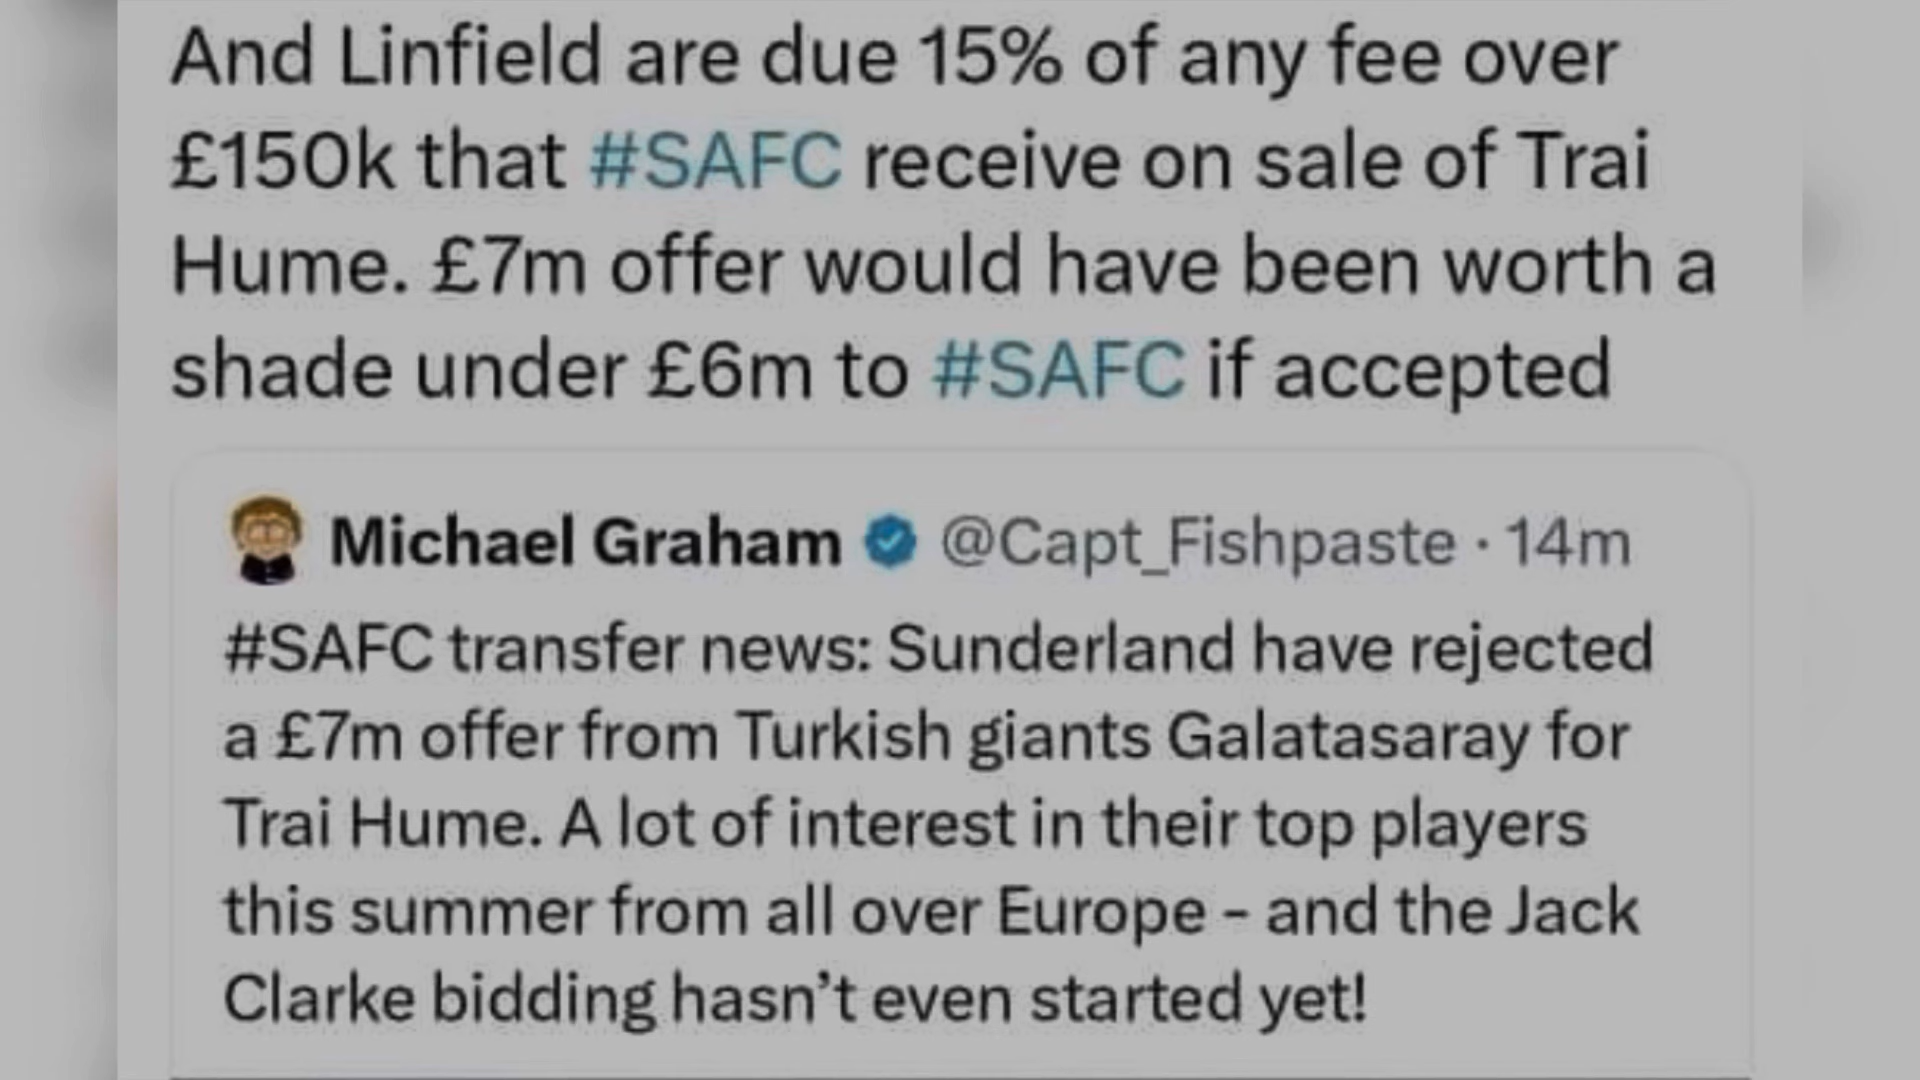 And Linfield are due 15% of any fee over
£150k that #SAFC receive on sale of Trai
Hume. £7m offer would have been worth a
shade under £6m to #SAFC if accepted
Michael Graham @Capt_Fishpaste · 14m
#SAFC transfer news: Sunderland have rejected
a £7m offer from Turkish giants Galatasaray for
Trai Hume. A lot of interest in their top players
this summer from all over Europe - and the Jack
Clarke bidding hasn’t even started yet!